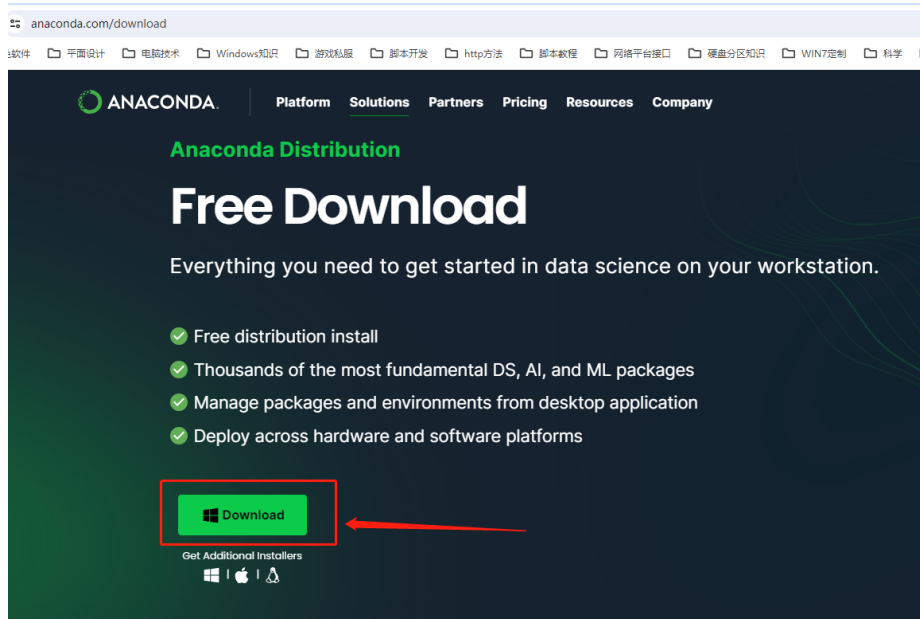 anaconda.com/download
软件 平面设计 电脑技术 Windows知识 游戏私服 脚本开发 http方法 脚本教程 网络平台接口 硬盘分区知识 WIN7定制 科学
ANACONDA. Platform Solutions Partners Pricing Resources Company
Anaconda Distribution
Free Download
Everything you need to get started in data science on your workstation.
Free distribution install
Thousands of the most fundamental DS, AI, and ML packages
Manage packages and environments from desktop application
Deploy across hardware and software platforms
Download
Get Additional Installers